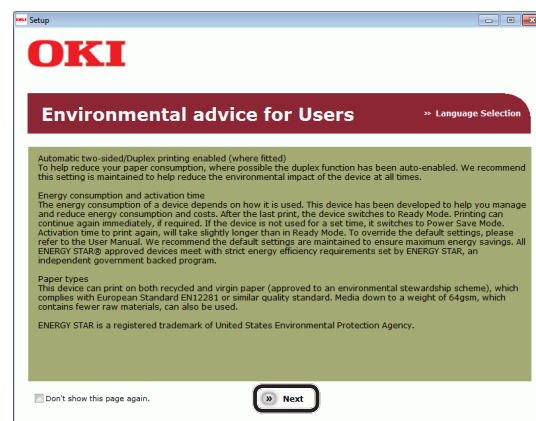 OKI Setup
OKI
Environmental advice for Users
» Language Selection
Automatic two-sided/Duplex printing enabled (where fitted)
To help reduce your paper consumption, where possible the duplex function has been auto-enabled. We recommend
this setting is maintained to help reduce the environmental impact of the device at all times.
Energy consumption and activation time
The energy consumption of a device depends on how it is used. This device has been developed to help you manage
and reduce energy consumption and costs. After the last print, the device switches to Ready Mode. Printing can
continue again immediately, if required. If the device is not used for a set time, it switches to Power Save Mode.
Activation time to print again, will take slightly longer than in Ready Mode. To override the default settings, please
refer to the User Manual. We recommend the default settings are maintained to ensure maximum energy savings. All
ENERGY STAR® approved devices meet with strict energy efficiency requirements set by ENERGY STAR, an
independent government backed program.
Paper types
This device can print on both recycled and virgin paper (approved to an environmental stewardship scheme), which
complies with European Standard EN12281 or similar quality standard. Media down to a weight of 64gsm, which
contains fewer raw materials, can also be used.
ENERGY STAR is a registered trademark of United States Environmental Protection Agency.
Don't show this page again.
» Next